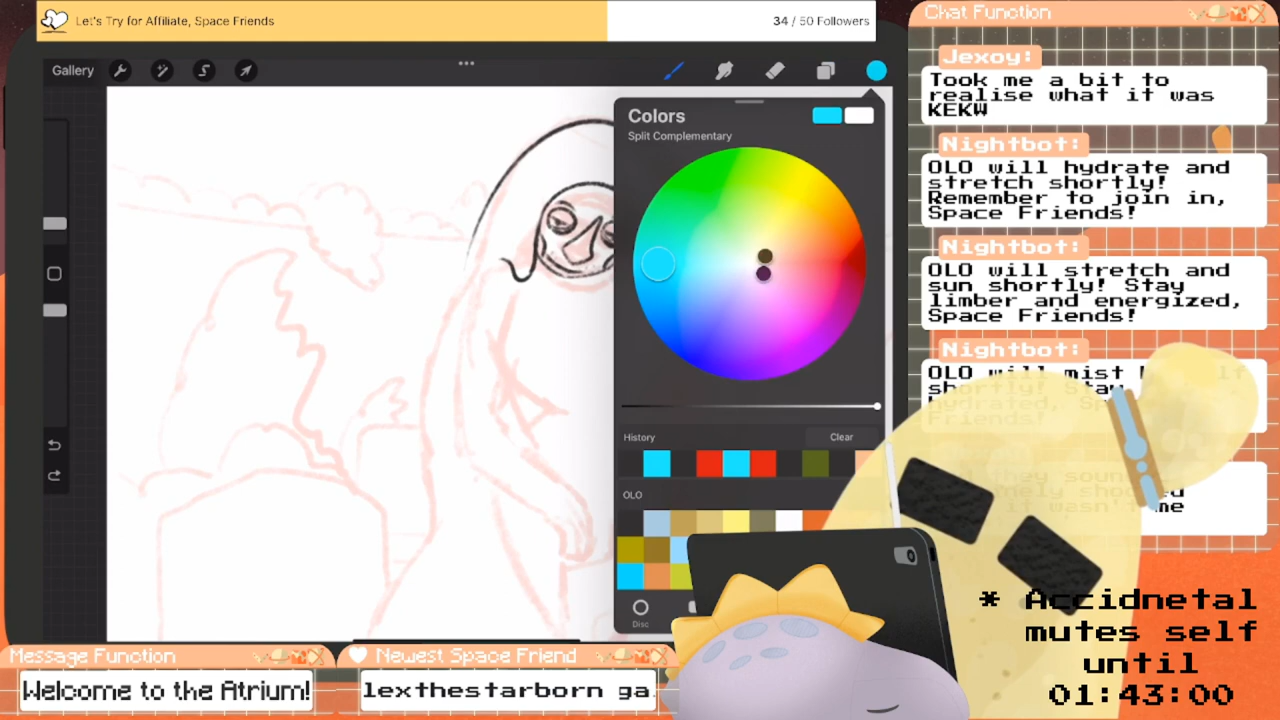 Let's Try for Affiliate, Space Friends
34 / 50 Followers
Gallery
Colors
Split Complementary
History
Clear
OLO
Disc
Chat Function
Jexoy:
Took me a bit to
realise what it was
KEKW
Nightbot:
OLO will hydrate and
stretch shortly!
Remember to join in,
Space Friends!
Nightbot:
OLO will stretch and
sun shortly! Stay
limber and energized,
Space Friends!
Nightbot:
OLO will mist
* Accidnetal
mutes self
until
01:43:00
Message Function
Welcome to the Atrium!
Newest Space Friend
lexthestarborn ga